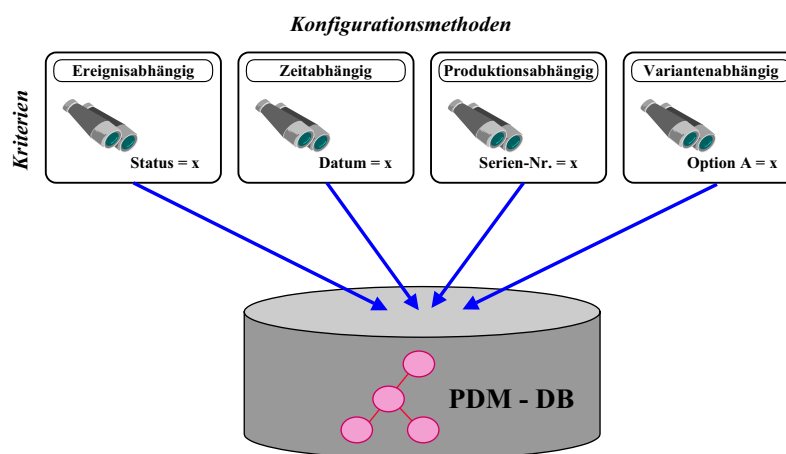 Konfigurationsmethoden
Kriterien
Ereignisabhängig
Zeitabhängig
Produktionsabhängig
Variantenabhängig
Status = x
Datum = x
Serien-Nr. = x
Option A = x
PDM - DB